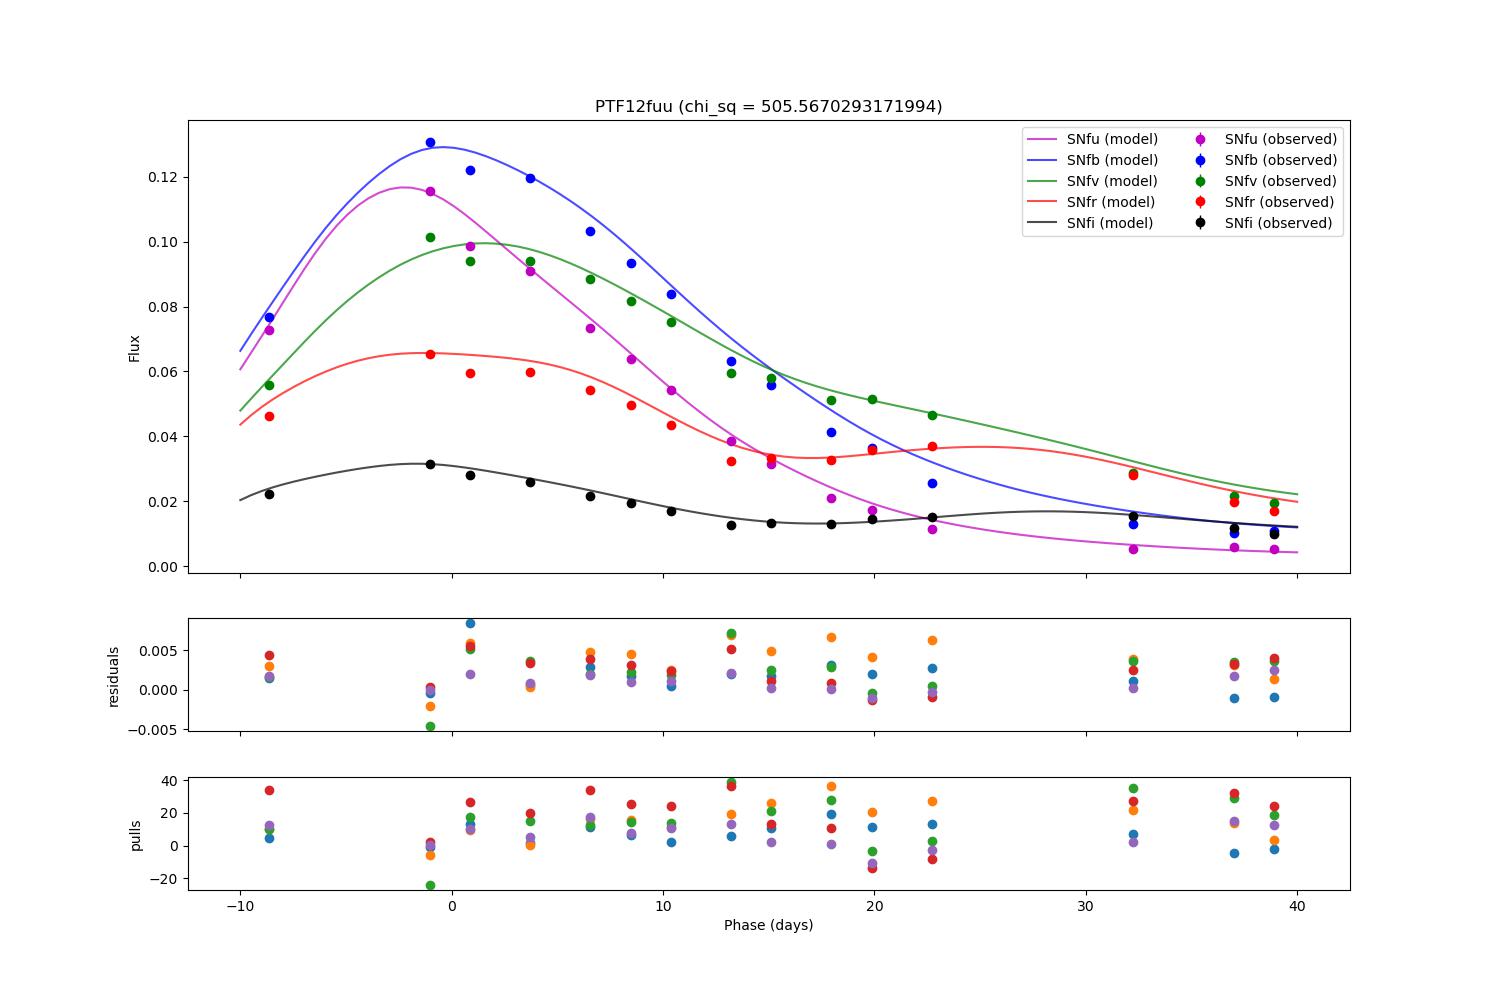 PTF12fuu (chi_sq = 505.5670293171994)
SNfu (model)
SNfb (model)
SNfv (model)
SNfr (model)
SNfi (model)
SNfu (observed)
SNfb (observed)
SNfv (observed)
SNfr (observed)
SNfi (observed)
Flux
0.12
0.10
0.08
0.06
0.04
0.02
0.00
residuals
0.005
0.000
−0.005
pulls
40
20
0
−20
−10
0
10
20
30
40
Phase (days)